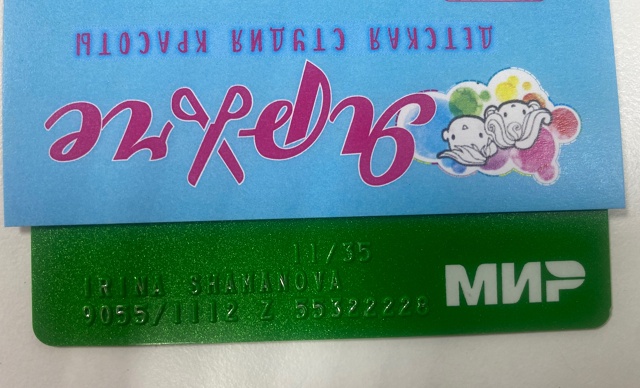 ДЕТСКАЯ СТУДИЯ КРАСОТЫ
11/35
IRINA SHAMANOVA
9055/1112 Z 55322228
МИР